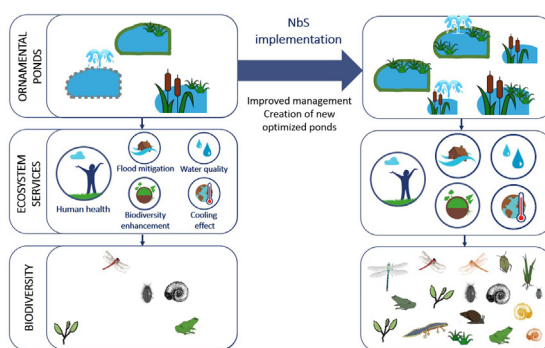 ORNAMENTAL
PONDS
NbS
implementation
Improved management
Creation of new
optimized ponds
ECOSYSTEM
SERVICES
Human health
Flood mitigation
Water quality
Biodiversity
enhancement
Cooling
effect
BIODIVERSITY